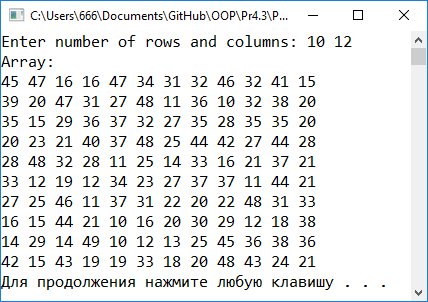 C:\Users\666\Documents\GitHub\OOP\Pr4.3\P...
Enter number of rows and columns: 10 12
Array:
45 47 16 16 47 34 31 32 46 32 41 15
39 20 47 31 27 48 11 36 10 32 38 20
35 15 29 36 37 32 27 35 28 35 35 20
20 23 21 40 37 48 25 44 42 27 44 28
28 48 32 28 11 25 14 33 16 21 37 21
33 12 19 12 34 23 27 37 37 11 44 21
27 25 46 11 37 31 22 20 22 48 31 33
16 15 44 21 10 16 20 30 29 12 18 38
14 29 14 49 10 12 13 25 45 36 38 36
42 15 43 19 19 33 18 20 48 43 24 21
Для продолжения нажмите любую клавишу . . .